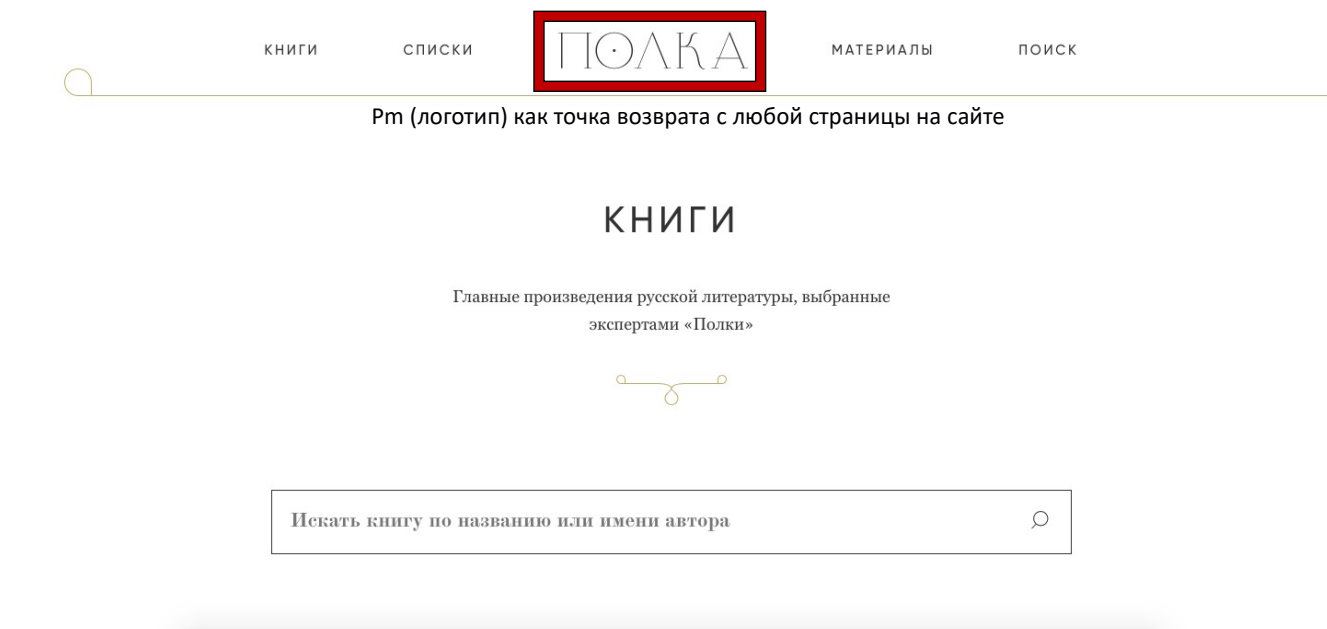 КНИГИ СПИСКИ ПОЛКА МАТЕРИАЛЫ ПОИСК
Pm (логотип) как точка возврата с любой страницы на сайте
КНИГИ
Главные произведения русской литературы, выбранные
экспертами «Полки»
Искать книгу по названию или имени автора